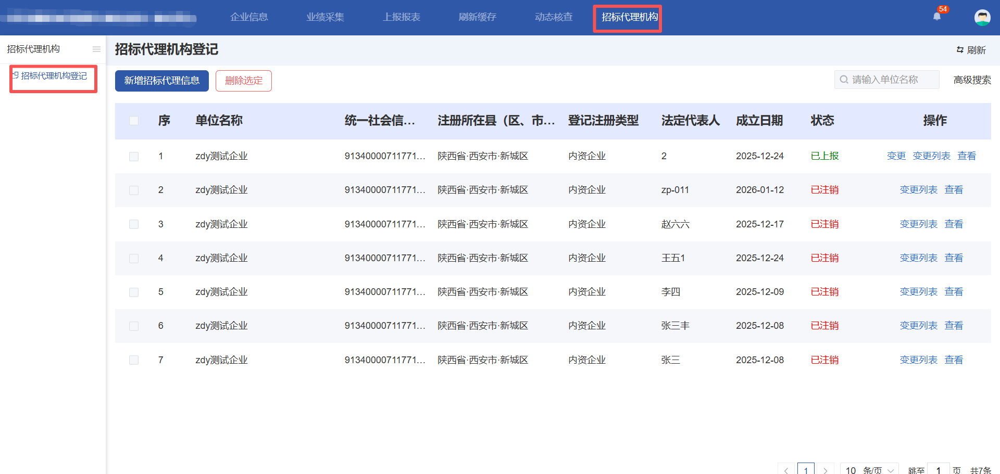 企业信息 业绩采集 上报报表 刷新缓存 动态核查 招标代理机构 54
招标代理机构
招标代理机构登记
招标代理机构登记 刷新
新增招标代理信息 删除选定 请输入单位名称 高级搜索
序 单位名称 统一社会信... 注册所在县（区、市... 登记注册类型 法定代表人 成立日期 状态 操作
1 zdy测试企业 91340000711771... 陕西省·西安市·新城区 内资企业 2 2025-12-24 已上报 变更 变更列表 查看
2 zdy测试企业 91340000711771... 陕西省·西安市·新城区 内资企业 zp-011 2026-01-12 已注销 变更列表 查看
3 zdy测试企业 91340000711771... 陕西省·西安市·新城区 内资企业 赵六六 2025-12-17 已注销 变更列表 查看
4 zdy测试企业 91340000711771... 陕西省·西安市·新城区 内资企业 王五1 2025-12-24 已注销 变更列表 查看
5 zdy测试企业 91340000711771... 陕西省·西安市·新城区 内资企业 李四 2025-12-09 已注销 变更列表 查看
6 zdy测试企业 91340000711771... 陕西省·西安市·新城区 内资企业 张三丰 2025-12-08 已注销 变更列表 查看
7 zdy测试企业 91340000711771... 陕西省·西安市·新城区 内资企业 张三 2025-12-08 已注销 变更列表 查看
1 10 条/页 跳至 1 页 共7条